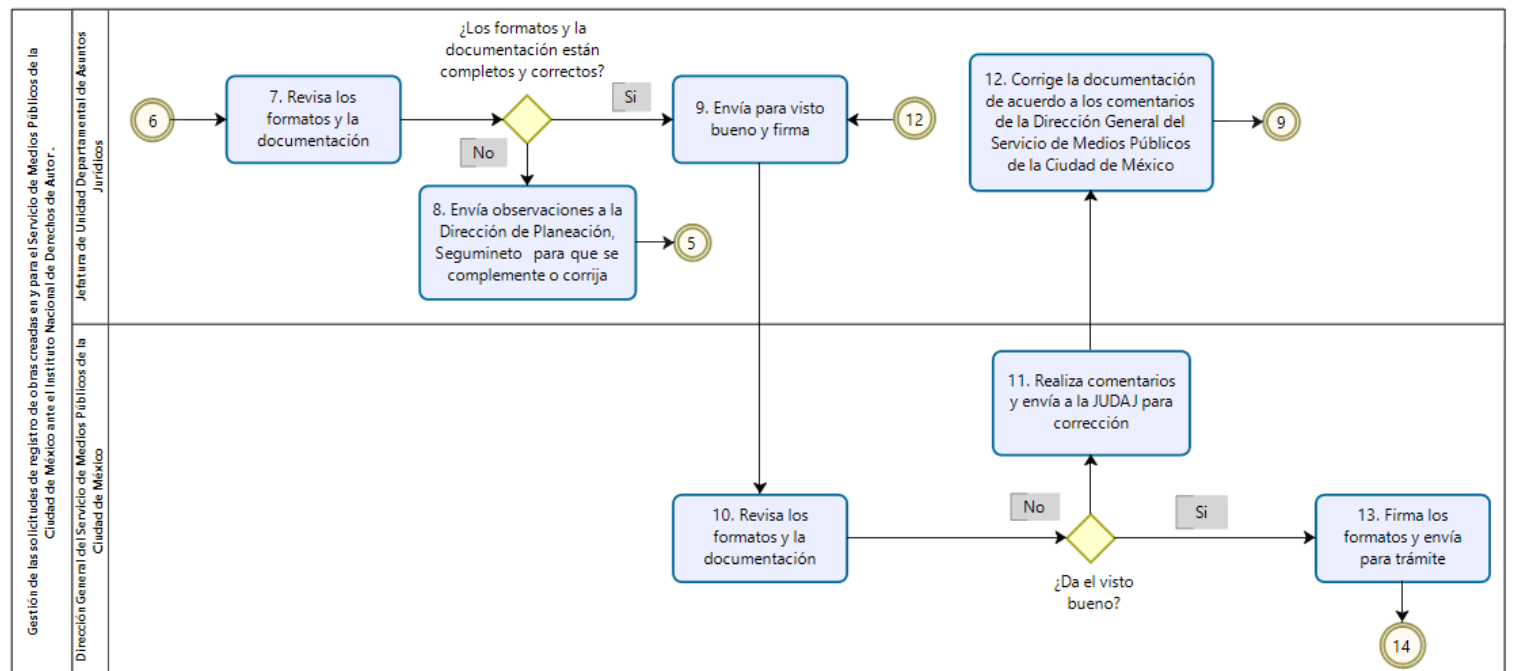 Gestión de las solicitudes de registro de obras creadas en y para el Servicio de Medios Públicos de la
Ciudad de México ante el Instituto Nacional de Derechos de Autor .
Jefatura de Unidad Departamental de Asuntos
Jurídicos
6
7. Revisa los
formatos y la
documentación
¿Los formatos y la
documentación están
completos y correctos?
Si
No
8. Envía observaciones a la
Dirección de Planeación,
Segumineto para que se
complemente o corrija
5
9. Envía para visto
bueno y firma
12
12. Corrige la documentación
de acuerdo a los comentarios
de la Dirección General del
Servicio de Medios Públicos
de la Ciudad de México
9
Dirección General del Servicio de Medios Públicos de la
Ciudad de México
10. Revisa los
formatos y la
documentación
11. Realiza comentarios
y envía a la JUDAJ para
corrección
No
Si
¿Da el visto
bueno?
13. Firma los
formatos y envía
para trámite
14